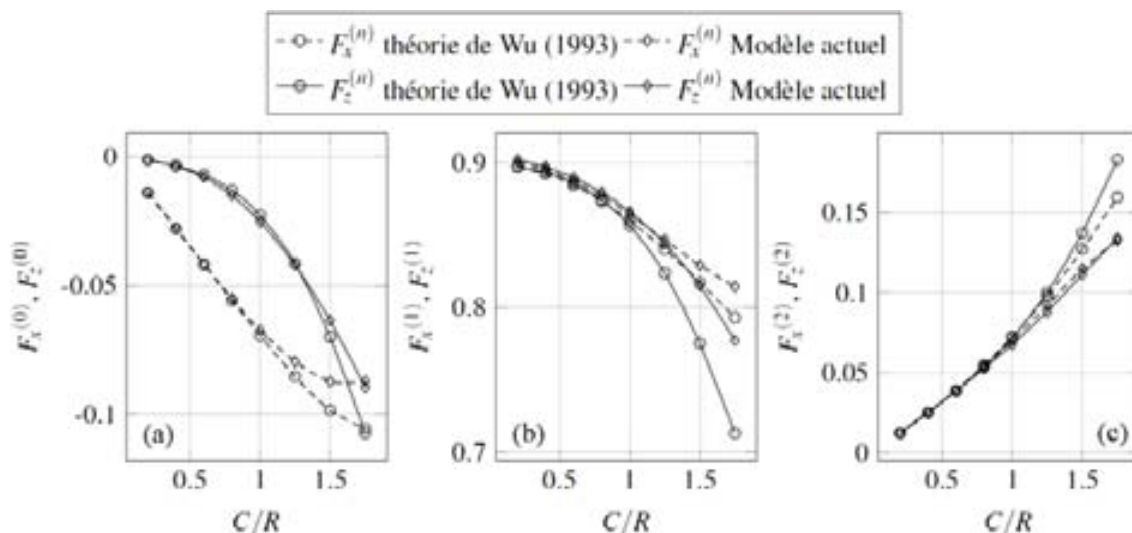 F_x^{(n)} théorie de Wu (1993) F_x^{(n)} Modèle actuel
F_z^{(n)} théorie de Wu (1993) F_z^{(n)} Modèle actuel
F_x^{(0)}, F_z^{(0)}
0
-0.05
-0.1
(a)
0.5 1 1.5
C/R
F_x^{(1)}, F_z^{(1)}
0.9
0.8
0.7
(b)
0.5 1 1.5
C/R
F_x^{(2)}, F_z^{(2)}
0.15
0.1
0.05
0
(c)
0.5 1 1.5
C/R